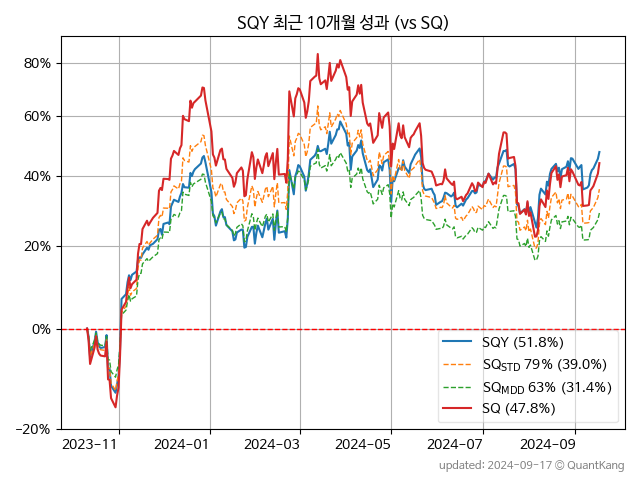 SQY 최근 10개월 성과 (vs SQ)
80%
60%
40%
20%
0%
−20%
SQY (51.8%)
SQSTD 79% (39.0%)
SQMDD 63% (31.4%)
SQ (47.8%)
2023-11 2024-01 2024-03 2024-05 2024-07 2024-09
updated: 2024-09-17 © QuantKang